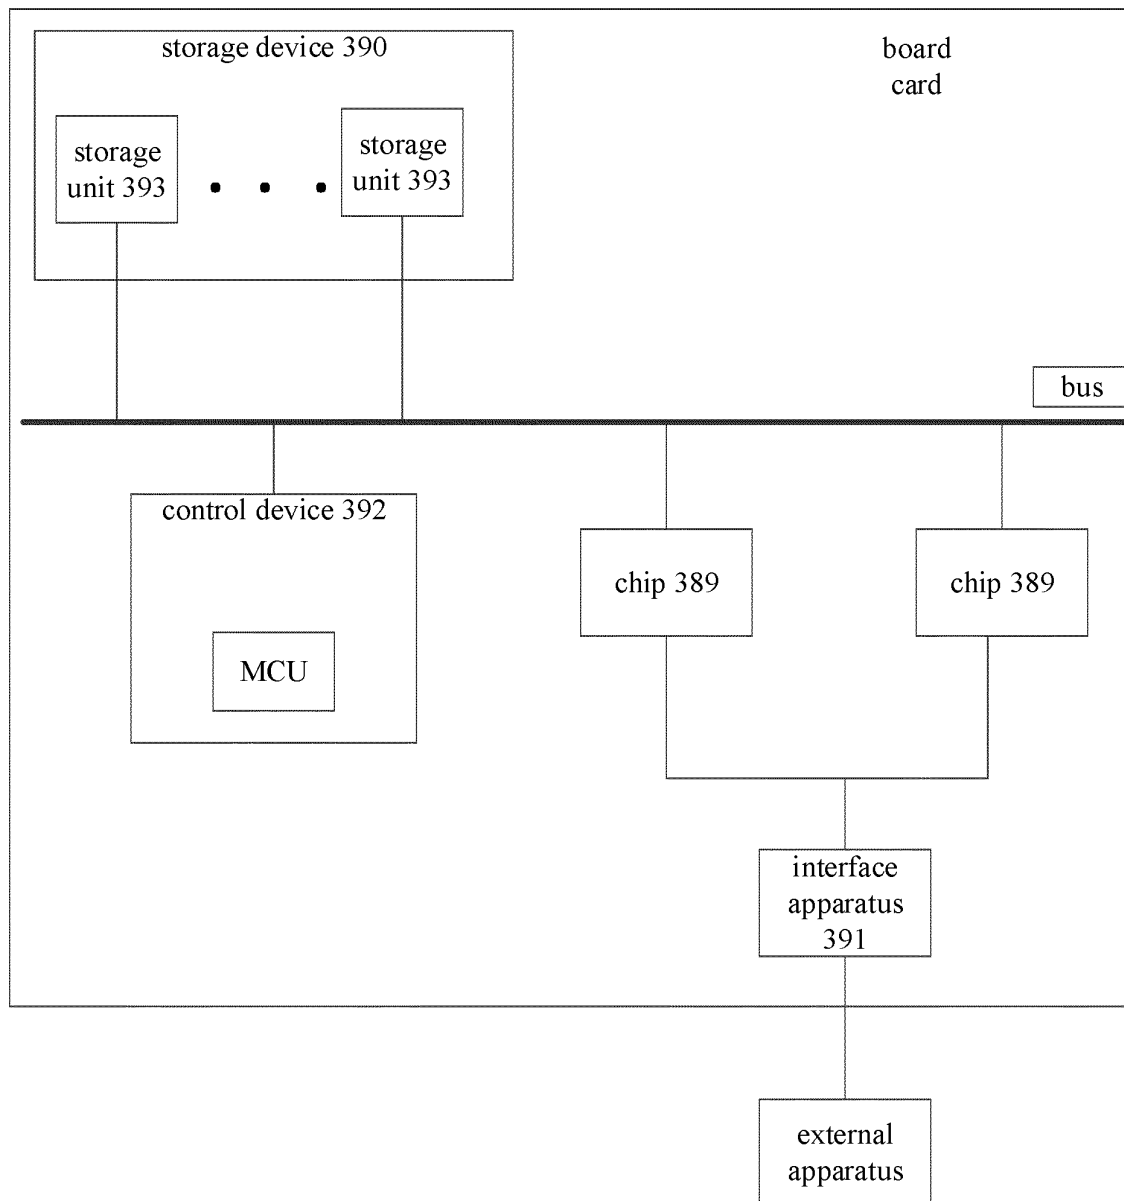 storage device 390
board
card
storage
unit 393
storage
unit 393
bus
control device 392
chip 389
chip 389
MCU
interface
apparatus
391
external
apparatus